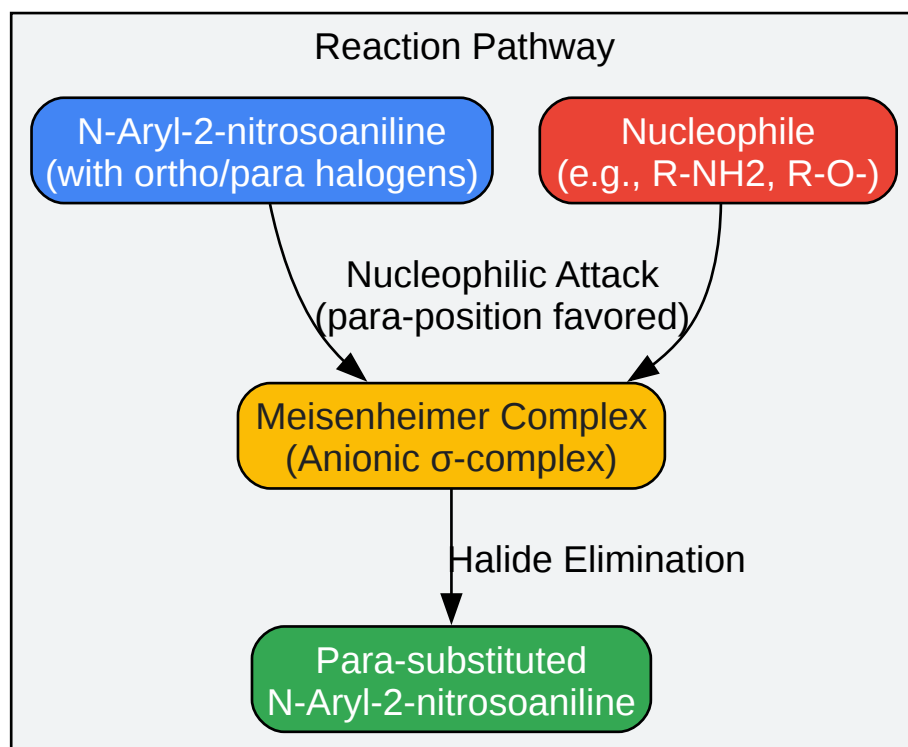 Reaction Pathway
N-Aryl-2-nitrosoaniline
(with ortho/para halogens)
Nucleophile
(e.g., R-NH2, R-O-)
Nucleophilic Attack
(para-position favored)
Meisenheimer Complex
(Anionic σ-complex)
Halide Elimination
Para-substituted
N-Aryl-2-nitrosoaniline